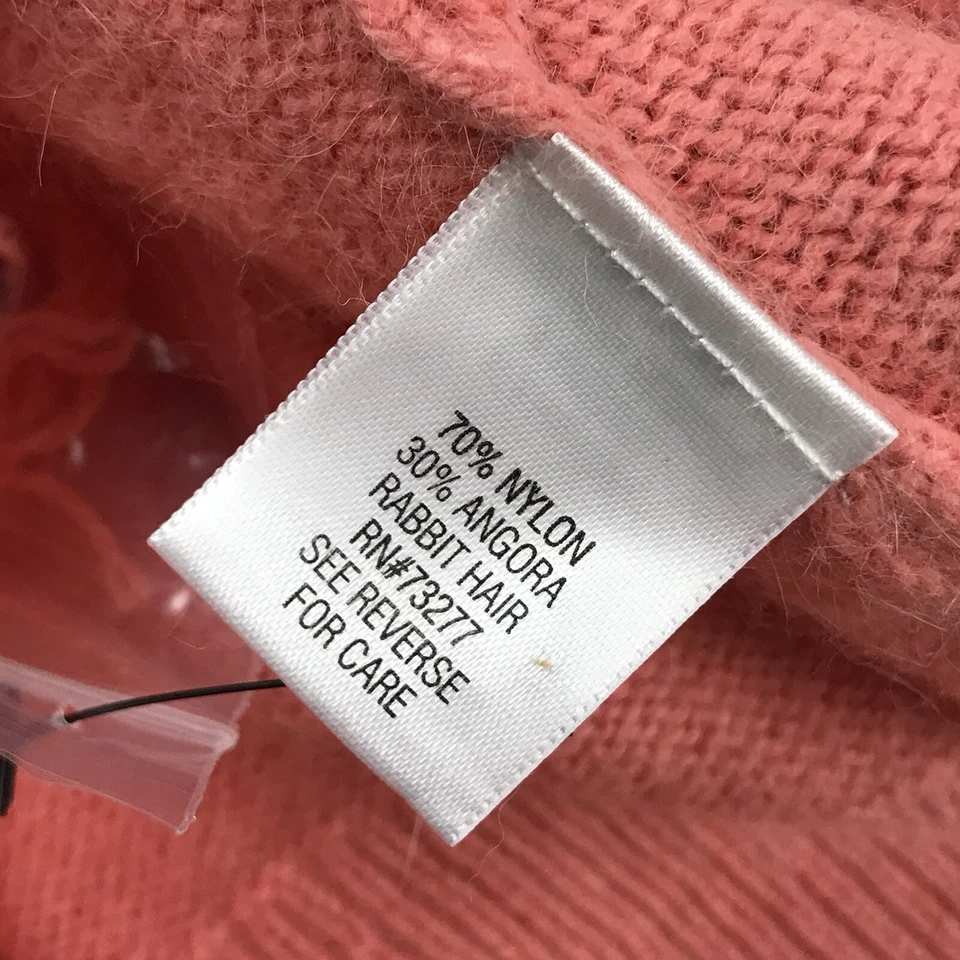 70% NYLON
30% ANGORA
RABBIT HAIR
RN#73277
SEE REVERSE
FOR CARE